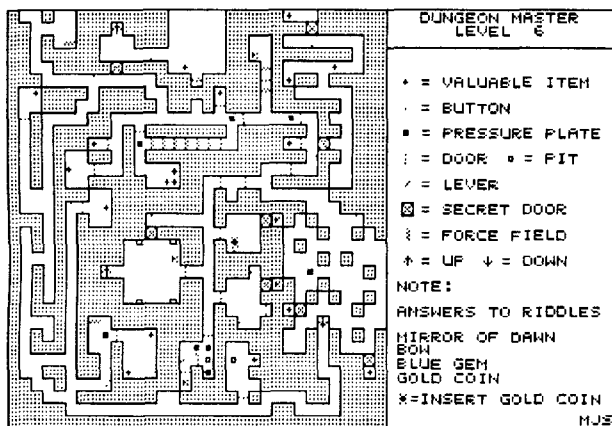 DUNGEON MASTER
LEVEL 6
+ = VALUABLE ITEM
= BUTTON
■ = PRESSURE PLATE
= DOOR ▫ = PIT
/ = LEVER
⊠ = SECRET DOOR
= FORCE FIELD
↑ = UP ↓ = DOWN
NOTE:
ANSWERS TO RIDDLES
MIRROR OF DAWN
BOW
BLUE GEM
GOLD COIN
*=INSERT GOLD COIN
MJS